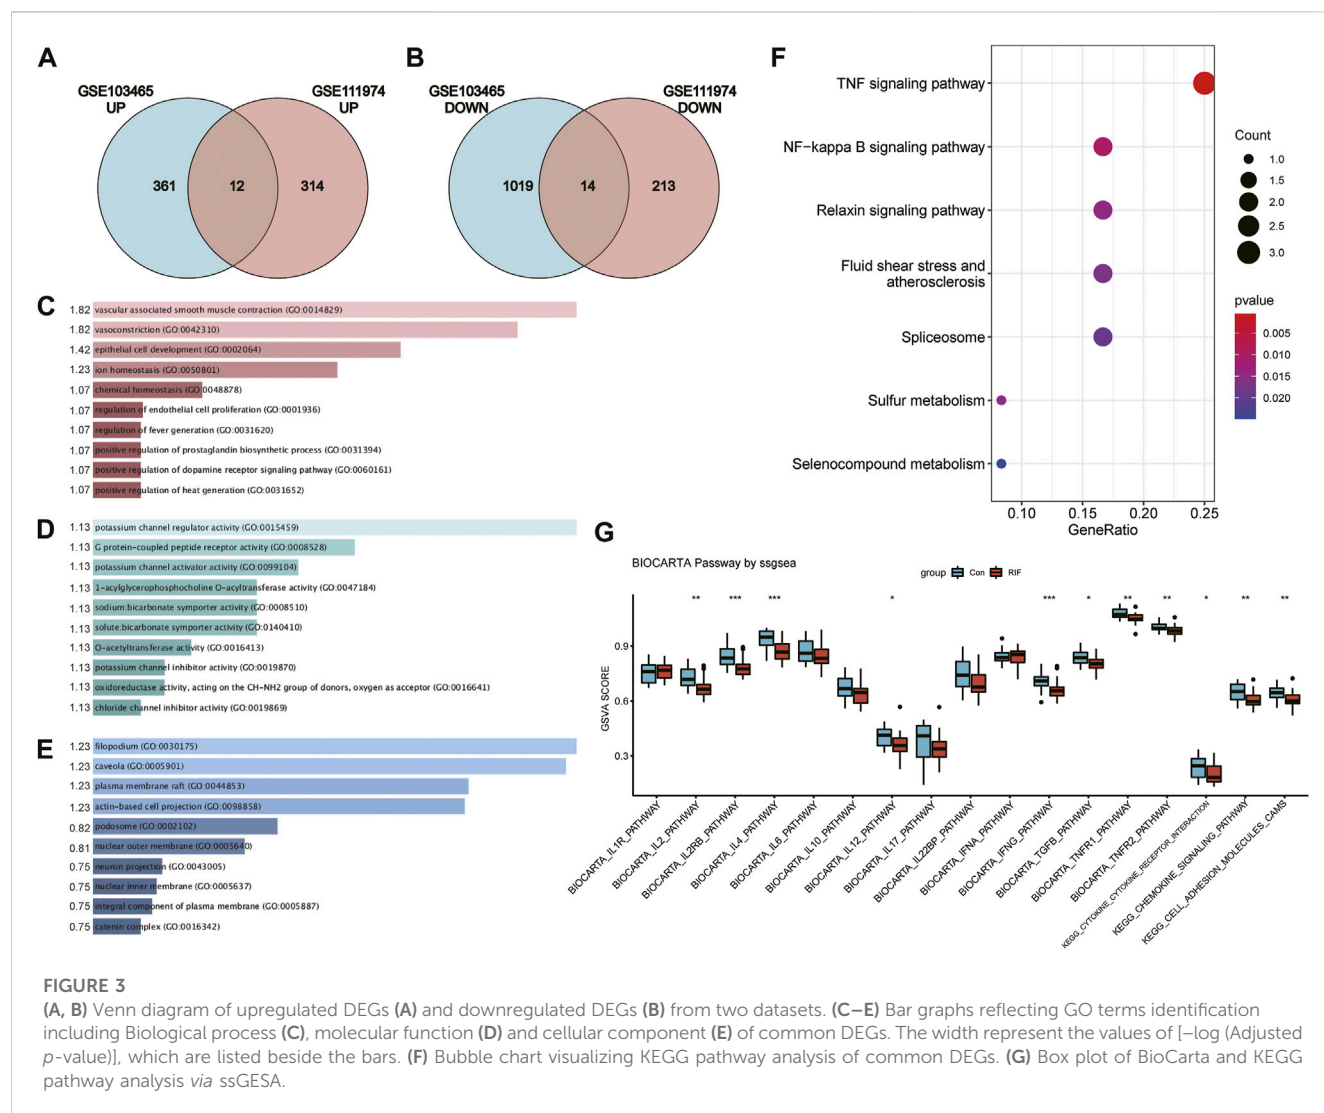 A
GSE103465
UP
GSE111974
UP
361
12
314
B
GSE103465
DOWN
GSE111974
DOWN
1019
14
213
C
1.82 vascular associated smooth muscle contraction (GO:0014829)
1.82 vasoconstriction (GO:0042310)
1.42 epithelial cell development (GO:0002064)
1.23 ion homeostasis (GO:0050801)
1.07 chemical homeostasis (GO:0048878)
1.07 regulation of endothelial cell proliferation (GO:0001936)
1.07 regulation of fever generation (GO:0031620)
1.07 positive regulation of prostaglandin biosynthetic process (GO:0031394)
1.07 positive regulation of dopamine receptor signaling pathway (GO:0060161)
1.07 positive regulation of heat generation (GO:0031652)
D
1.13 potassium channel regulator activity (GO:0015459)
1.13 G protein-coupled peptide receptor activity (GO:0008528)
1.13 potassium channel activator activity (GO:0099104)
1.13 1-acylglycerophosphocholine O-acyltransferase activity (GO:0047184)
1.13 sodium:bicarbonate symporter activity (GO:0008510)
1.13 solute:bicarbonate symporter activity (GO:0140410)
1.13 O-acetyltransferase activity (GO:0016413)
1.13 potassium channel inhibitor activity (GO:0019870)
1.13 oxidoreductase activity, acting on the CH-NH2 group of donors, oxygen as acceptor (GO:0016641)
1.13 chloride channel inhibitor activity (GO:0019869)
E
1.23 filopodium (GO:0030175)
1.23 caveola (GO:0005901)
1.23 plasma membrane raft (GO:0044853)
1.23 actin-based cell projection (GO:0098858)
0.82 podosome (GO:0002102)
0.81 nuclear outer membrane (GO:0005640)
0.75 neuron projection (GO:0043005)
0.75 nuclear inner membrane (GO:0005637)
0.75 integral component of plasma membrane (GO:0005887)
0.75 catenin complex (GO:0016342)
F
TNF signaling pathway
NF-kappa B signaling pathway
Relaxin signaling pathway
Fluid shear stress and
atherosclerosis
Spliceosome
Sulfur metabolism
Selenocompound metabolism
0.10 0.15 0.20 0.25
GeneRatio
Count
1.0
1.5
2.0
2.5
3.0
pvalue
0.005
0.010
0.015
0.020
G
BIOCARTA Passway by ssgsea
group Con RIF
** *** *** * *** * ** ** * ** **
GSVA SCORE
0.9
0.6
0.3
BIOCARTA_IL1R_PATHWAY
BIOCARTA_IL2_PATHWAY
BIOCARTA_IL2RB_PATHWAY
BIOCARTA_IL4_PATHWAY
BIOCARTA_IL6_PATHWAY
BIOCARTA_IL10_PATHWAY
BIOCARTA_IL12_PATHWAY
BIOCARTA_IL17_PATHWAY
BIOCARTA_IL22BP_PATHWAY
BIOCARTA_IFNA_PATHWAY
BIOCARTA_IFNG_PATHWAY
BIOCARTA_TGFB_PATHWAY
BIOCARTA_TNFR1_PATHWAY
BIOCARTA_TNFR2_PATHWAY
KEGG_CYTOKINE_CYTOKINE_RECEPTOR_INTERACTION
KEGG_CHEMOKINE_SIGNALING_PATHWAY
KEGG_CELL_ADHESION_MOLECULES_CAMS
FIGURE 3
(A, B) Venn diagram of upregulated DEGs (A) and downregulated DEGs (B) from two datasets. (C–E) Bar graphs reflecting GO terms identification
including Biological process (C), molecular function (D) and cellular component (E) of common DEGs. The width represent the values of [−log (Adjusted
p-value)], which are listed beside the bars. (F) Bubble chart visualizing KEGG pathway analysis of common DEGs. (G) Box plot of BioCarta and KEGG
pathway analysis via ssGESA.